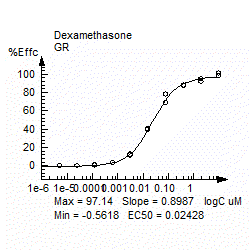 Dexamethasone
GR
%Effc
100
80
60
40
20
0
1e-6 1e-5 0.0001 0.001 0.01 0.1 1
Max = 97.14 Slope = 0.8987 logC uM
Min = -0.5618 EC50 = 0.02428